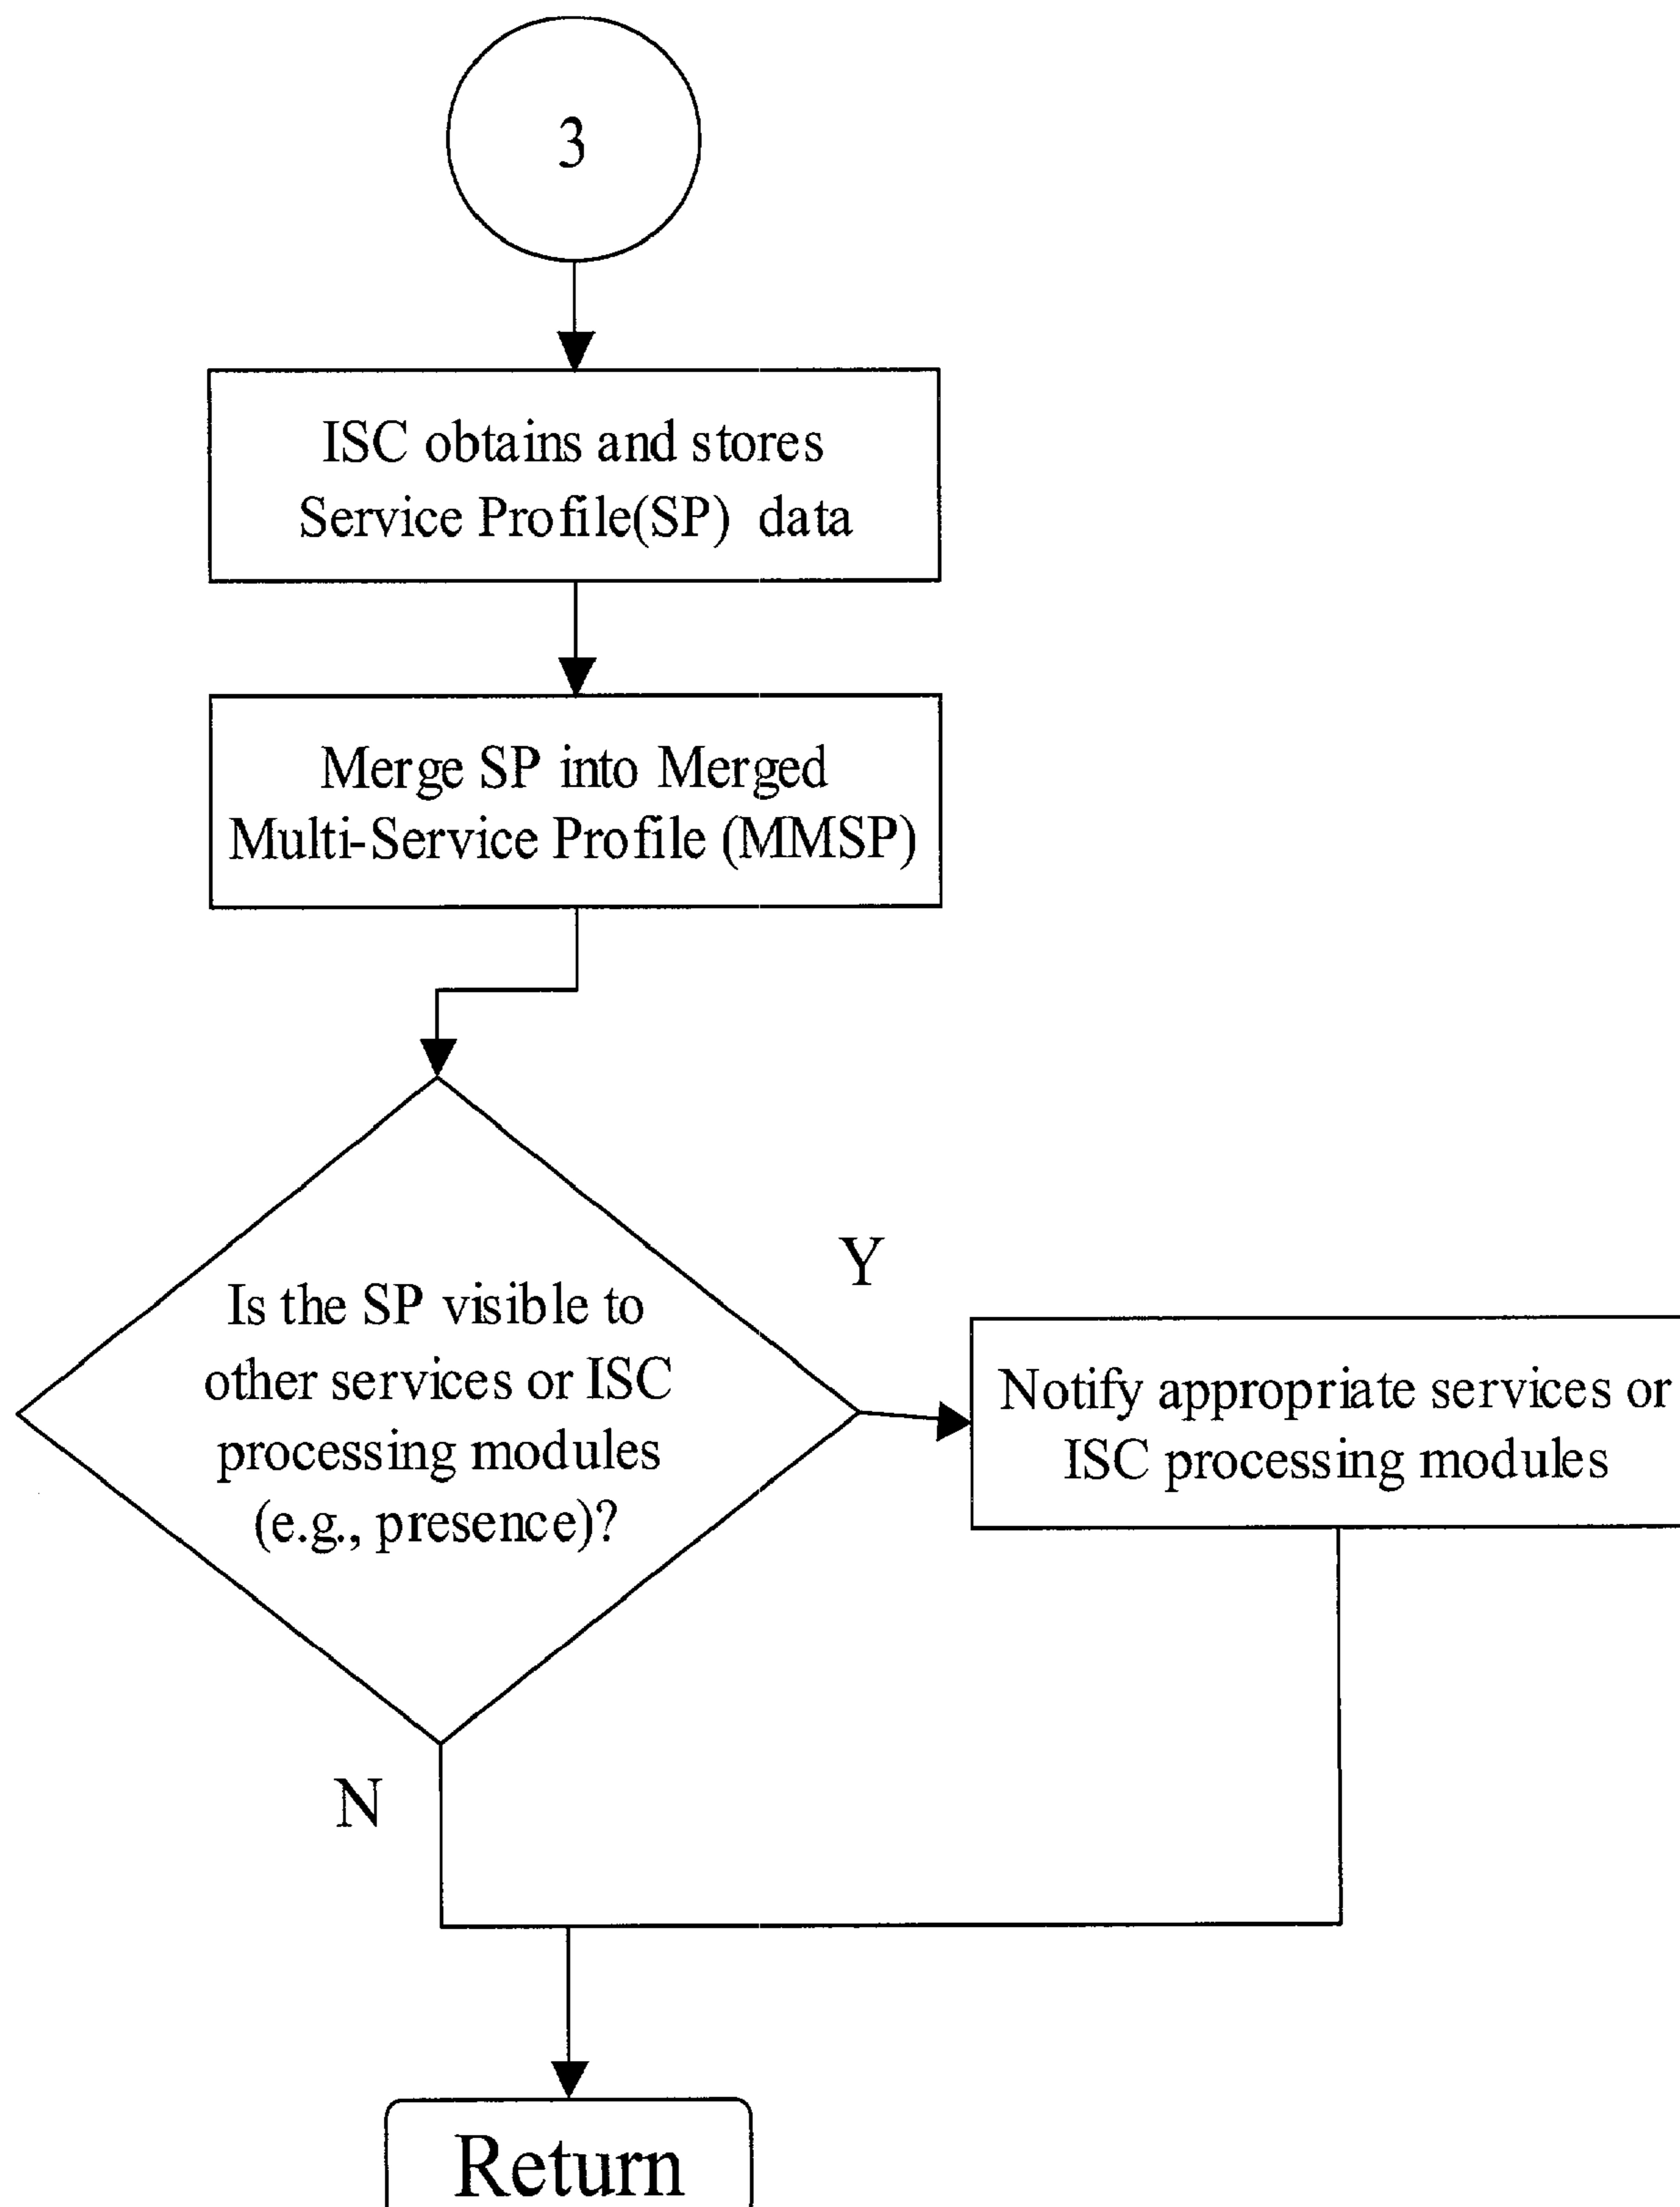 3
ISC obtains and stores
Service Profile(SP) data
Merge SP into Merged
Multi-Service Profile (MMSP)
Is the SP visible to
other services or ISC
processing modules
(e.g., presence)?
Y
Notify appropriate services or
ISC processing modules
N
Return